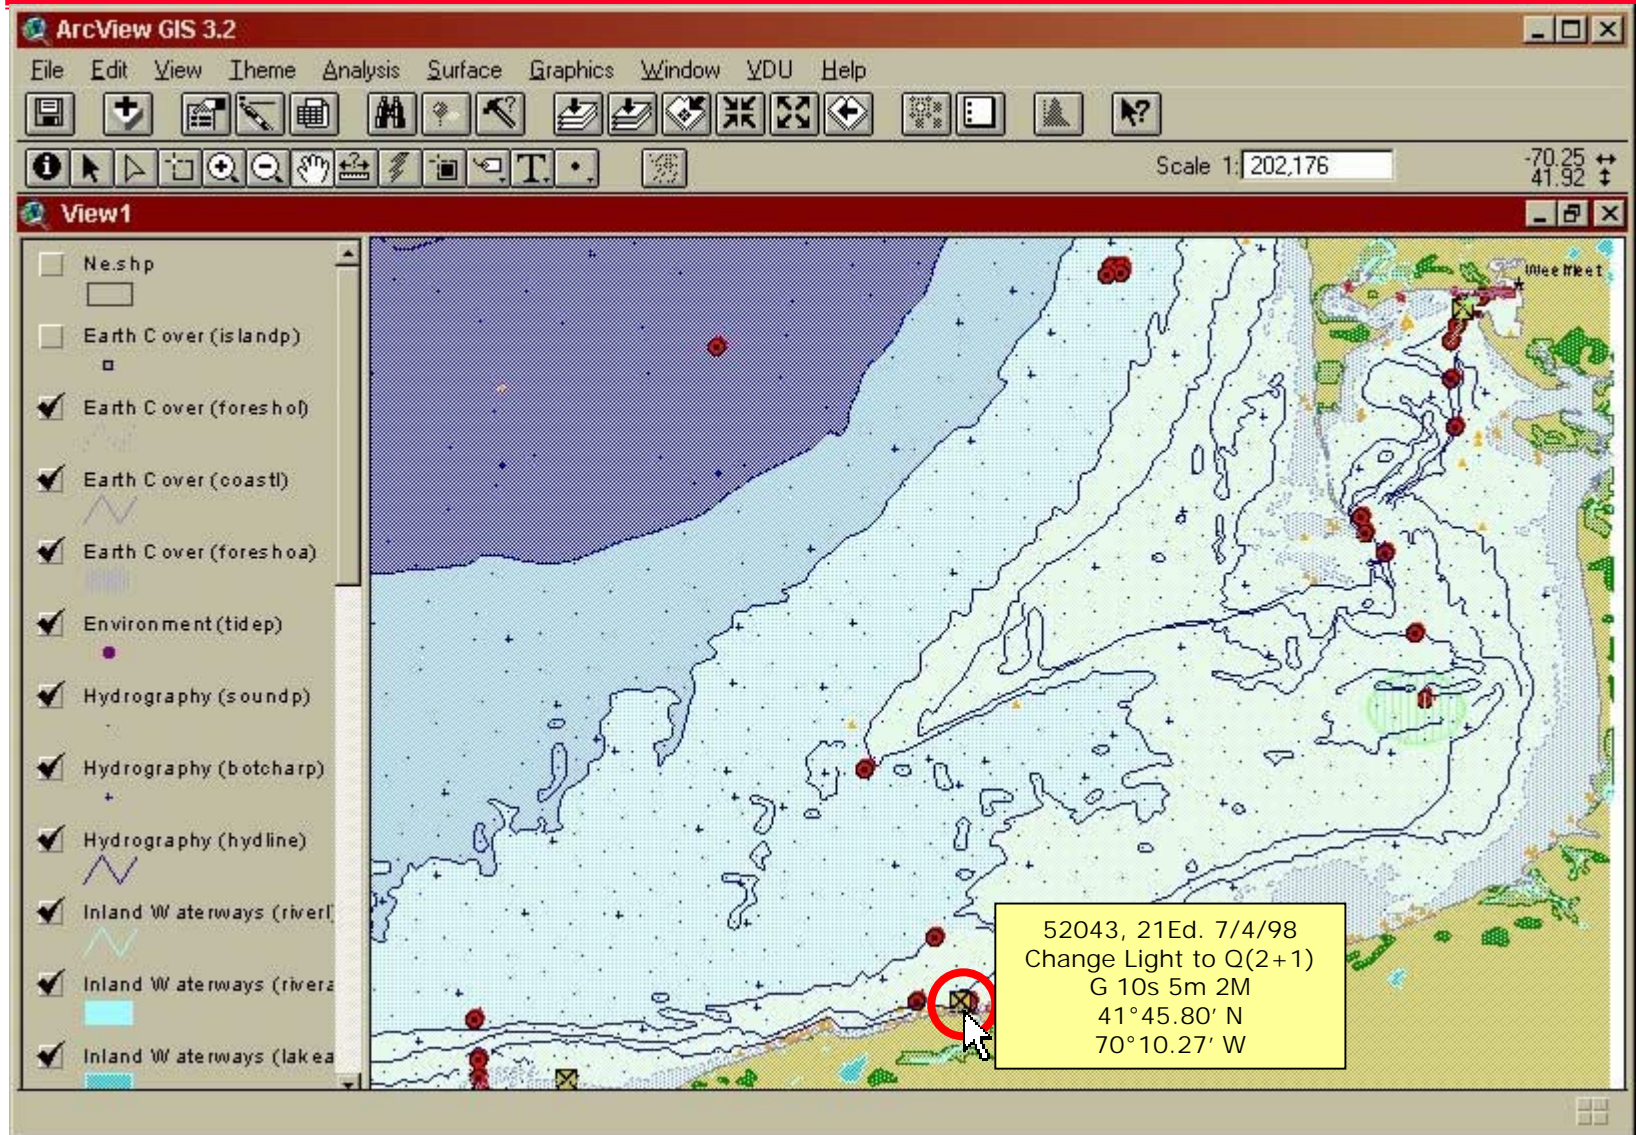 ArcView GIS 3.2
File Edit View Theme Analysis Surface Graphics Window VDU Help
Scale 1: 202,176
-70.25
41.92
View1
Ne.shp
Earth Cover (islandp)
Earth Cover (foreshol)
Earth Cover (coastl)
Earth Cover (foreshoa)
Environment (tidep)
Hydrography (soundp)
Hydrography (botcharp)
Hydrography (hydline)
Inland Waterways (riverl)
Inland Waterways (rivera
Inland Waterways (lakea
52043, 21Ed. 7/4/98
Change Light to Q(2+1)
G 10s 5m 2M
41°45.80' N
70°10.27' W